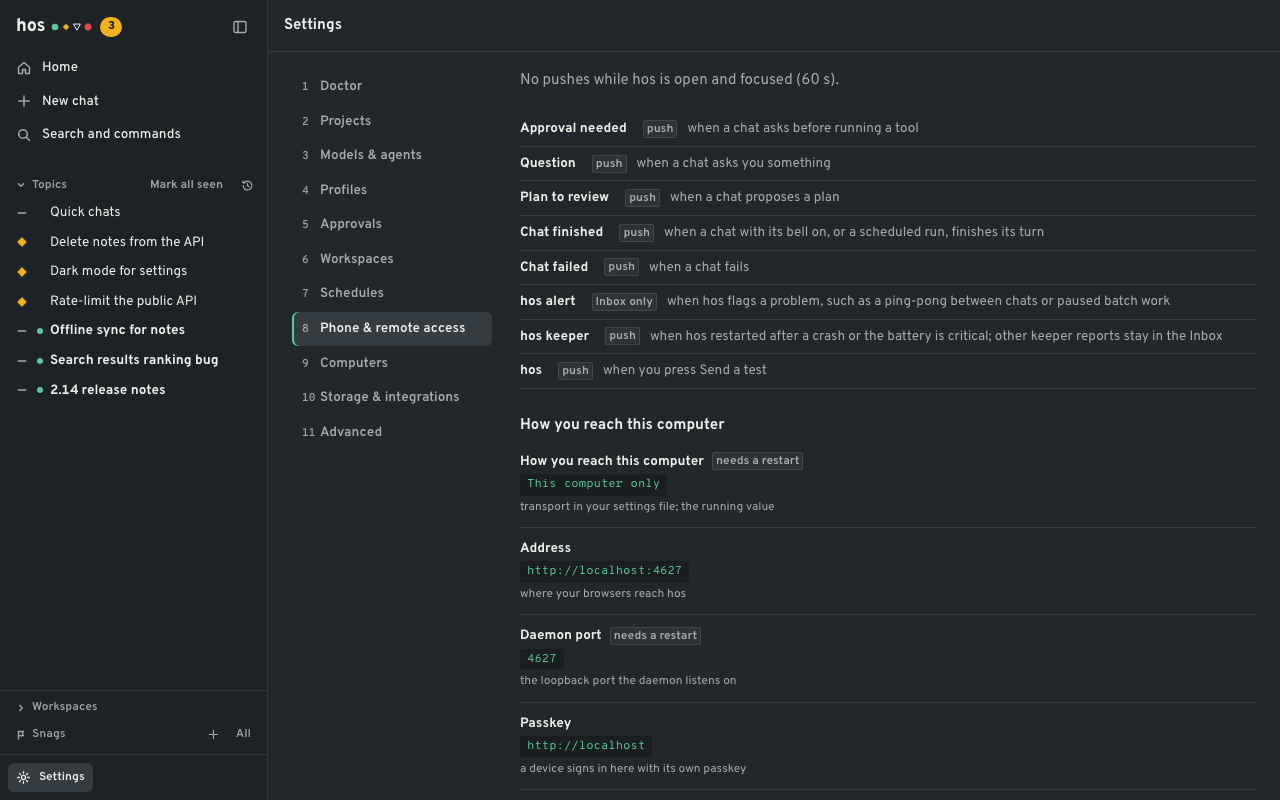 hos 3
Home
New chat
Search and commands
Topics Mark all seen
Quick chats
Delete notes from the API
Dark mode for settings
Rate-limit the public API
Offline sync for notes
Search results ranking bug
2.14 release notes
Workspaces
Snags All
Settings
Settings
1 Doctor
2 Projects
3 Models & agents
4 Profiles
5 Approvals
6 Workspaces
7 Schedules
8 Phone & remote access
9 Computers
10 Storage & integrations
11 Advanced
No pushes while hos is open and focused (60 s).
Approval needed push when a chat asks before running a tool
Question push when a chat asks you something
Plan to review push when a chat proposes a plan
Chat finished push when a chat with its bell on, or a scheduled run, finishes its turn
Chat failed push when a chat fails
hos alert Inbox only when hos flags a problem, such as a ping-pong between chats or paused batch work
hos keeper push when hos restarted after a crash or the battery is critical; other keeper reports stay in the Inbox
hos push when you press Send a test
How you reach this computer
How you reach this computer needs a restart
This computer only
transport in your settings file; the running value
Address
http://localhost:4627
where your browsers reach hos
Daemon port needs a restart
4627
the loopback port the daemon listens on
Passkey
http://localhost
a device signs in here with its own passkey